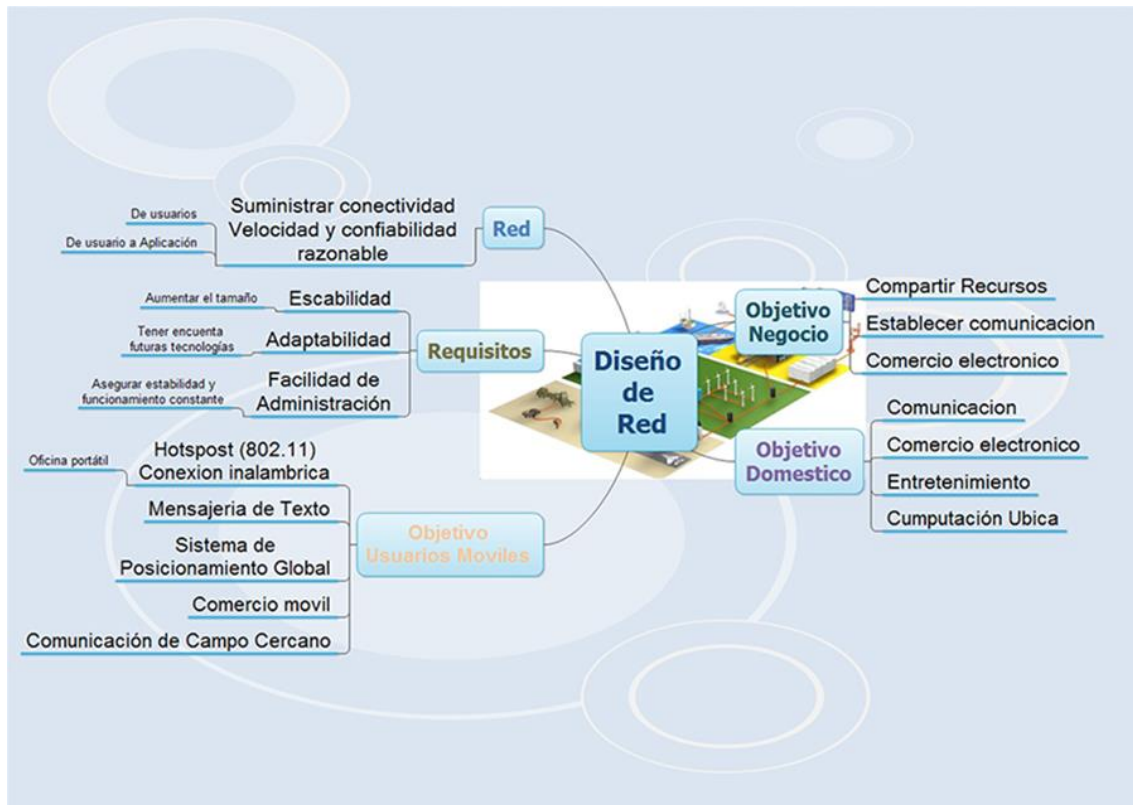 Diseño
de
Red
Red
Suministrar conectividad
Velocidad y confiabilidad
razonable
De usuarios
De usuario a Aplicación
Requisitos
Escabilidad
Aumentar el tamaño
Adaptabilidad
Tener encuenta
futuras tecnologías
Facilidad de
Administración
Asegurar estabilidad y
funcionamiento constante
Objetivo
Usuarios Moviles
Hotspost (802.11)
Conexion inalambrica
Oficina portátil
Mensajeria de Texto
Sistema de
Posicionamiento Global
Comercio movil
Comunicación de Campo Cercano
Objetivo
Negocio
Compartir Recursos
Establecer comunicacion
Comercio electronico
Objetivo
Domestico
Comunicacion
Comercio electronico
Entretenimiento
Cumputación Ubica